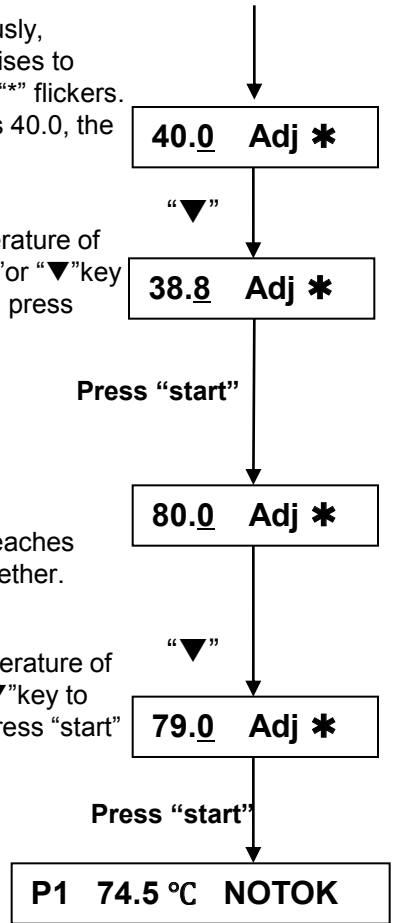 usly,
ises to
“*” flickers.
s 40.0, the
40.0 Adj ✱
“▼”
erature of
”or “▼”key
press
38.8 Adj ✱
Press “start”
80.0 Adj ✱
eaches
ether.
“▼”
erature of
▼”key to
ress “start”
79.0 Adj ✱
Press “start”
P1 74.5 ℃ NOTOK